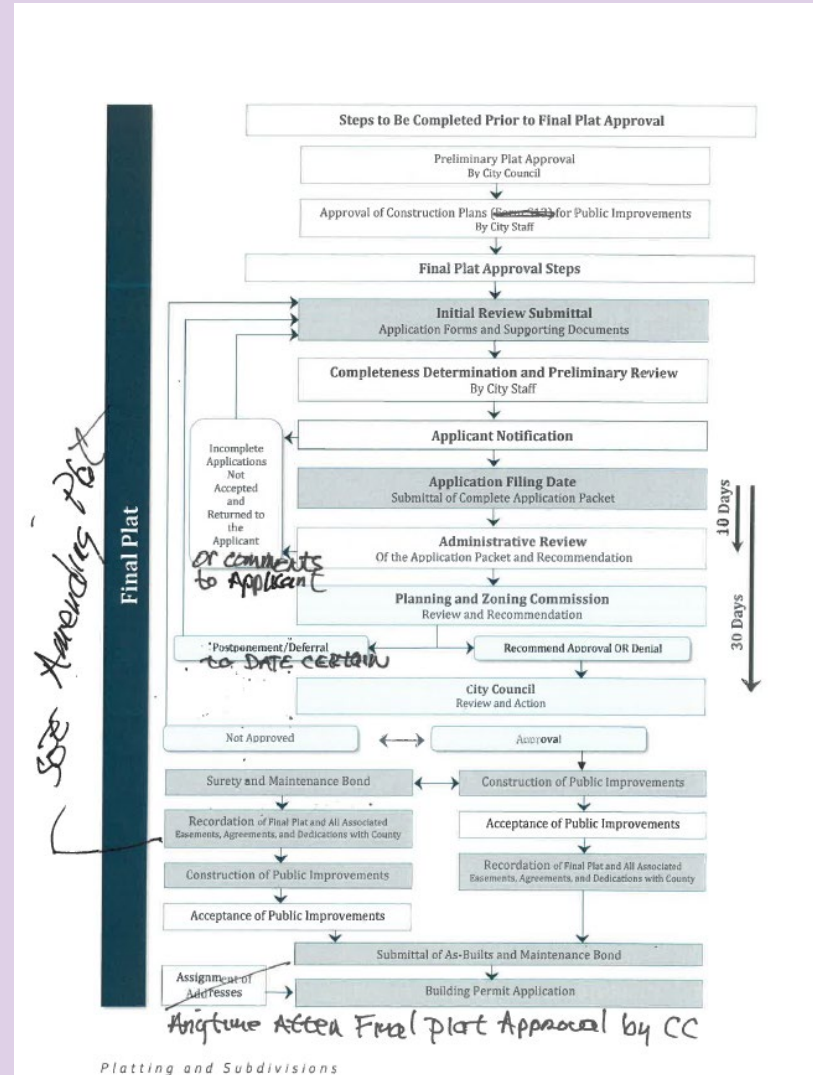 Steps to Be Completed Prior to Final Plat Approval
Preliminary Plat Approval
By City Council
Approval of Construction Plans for Public Improvements
By City Staff
Final Plat Approval Steps
Initial Review Submittal
Application Forms and Supporting Documents
Completeness Determination and Preliminary Review
By City Staff
Applicant Notification
Incomplete
Applications
Not
Accepted
and
Returned to
the
Applicant
or comments
to Applicant
Application Filing Date
Submittal of Complete Application Packet
Administrative Review
Of the Application Packet and Recommendation
Planning and Zoning Commission
Review and Recommendation
10 Days
30 Days
Postponement/Deferral
to DATE CERTAIN
Recommend Approval OR Denial
City Council
Review and Action
Not Approved
Approval
Surety and Maintenance Bond
Construction of Public Improvements
Recordation of Final Plat and All Associated
Easements, Agreements, and Dedications with County
Acceptance of Public Improvements
Construction of Public Improvements
Recordation of Final Plat and All Associated
Easements, Agreements, and Dedications with County
Acceptance of Public Improvements
Submittal of As-Builts and Maintenance Bond
Assignment of
Addresses
Building Permit Application
Anytime After Final plat Approval by CC
Final Plat
Amending Plat
Platting and Subdivisions